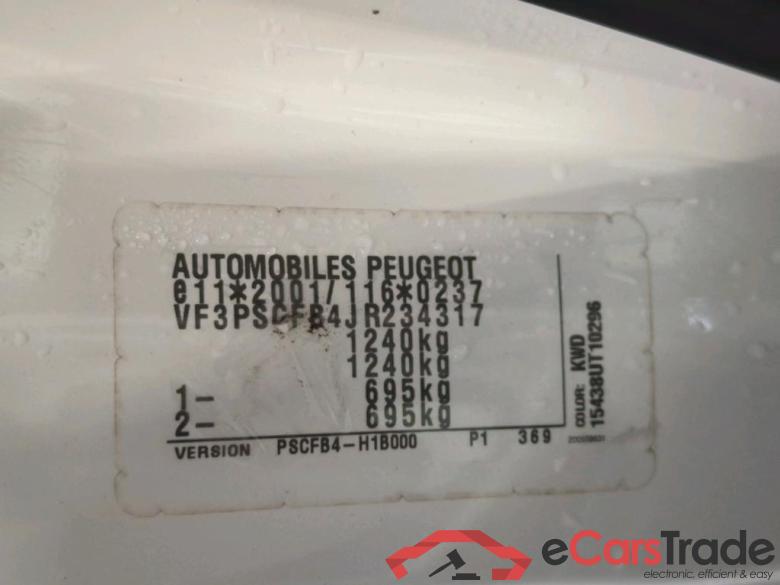 AUTOMOBILES PEUGEOT
e11*2001/116*0237
VF3PSCFB4JR234317
1240kg
1240kg
1- 695kg
2- 695kg
VERSION PSCFB4-H1B000 P1 369
COLOR: KWD
15438UT10296
eCarsTrade
electronic, efficient & easy